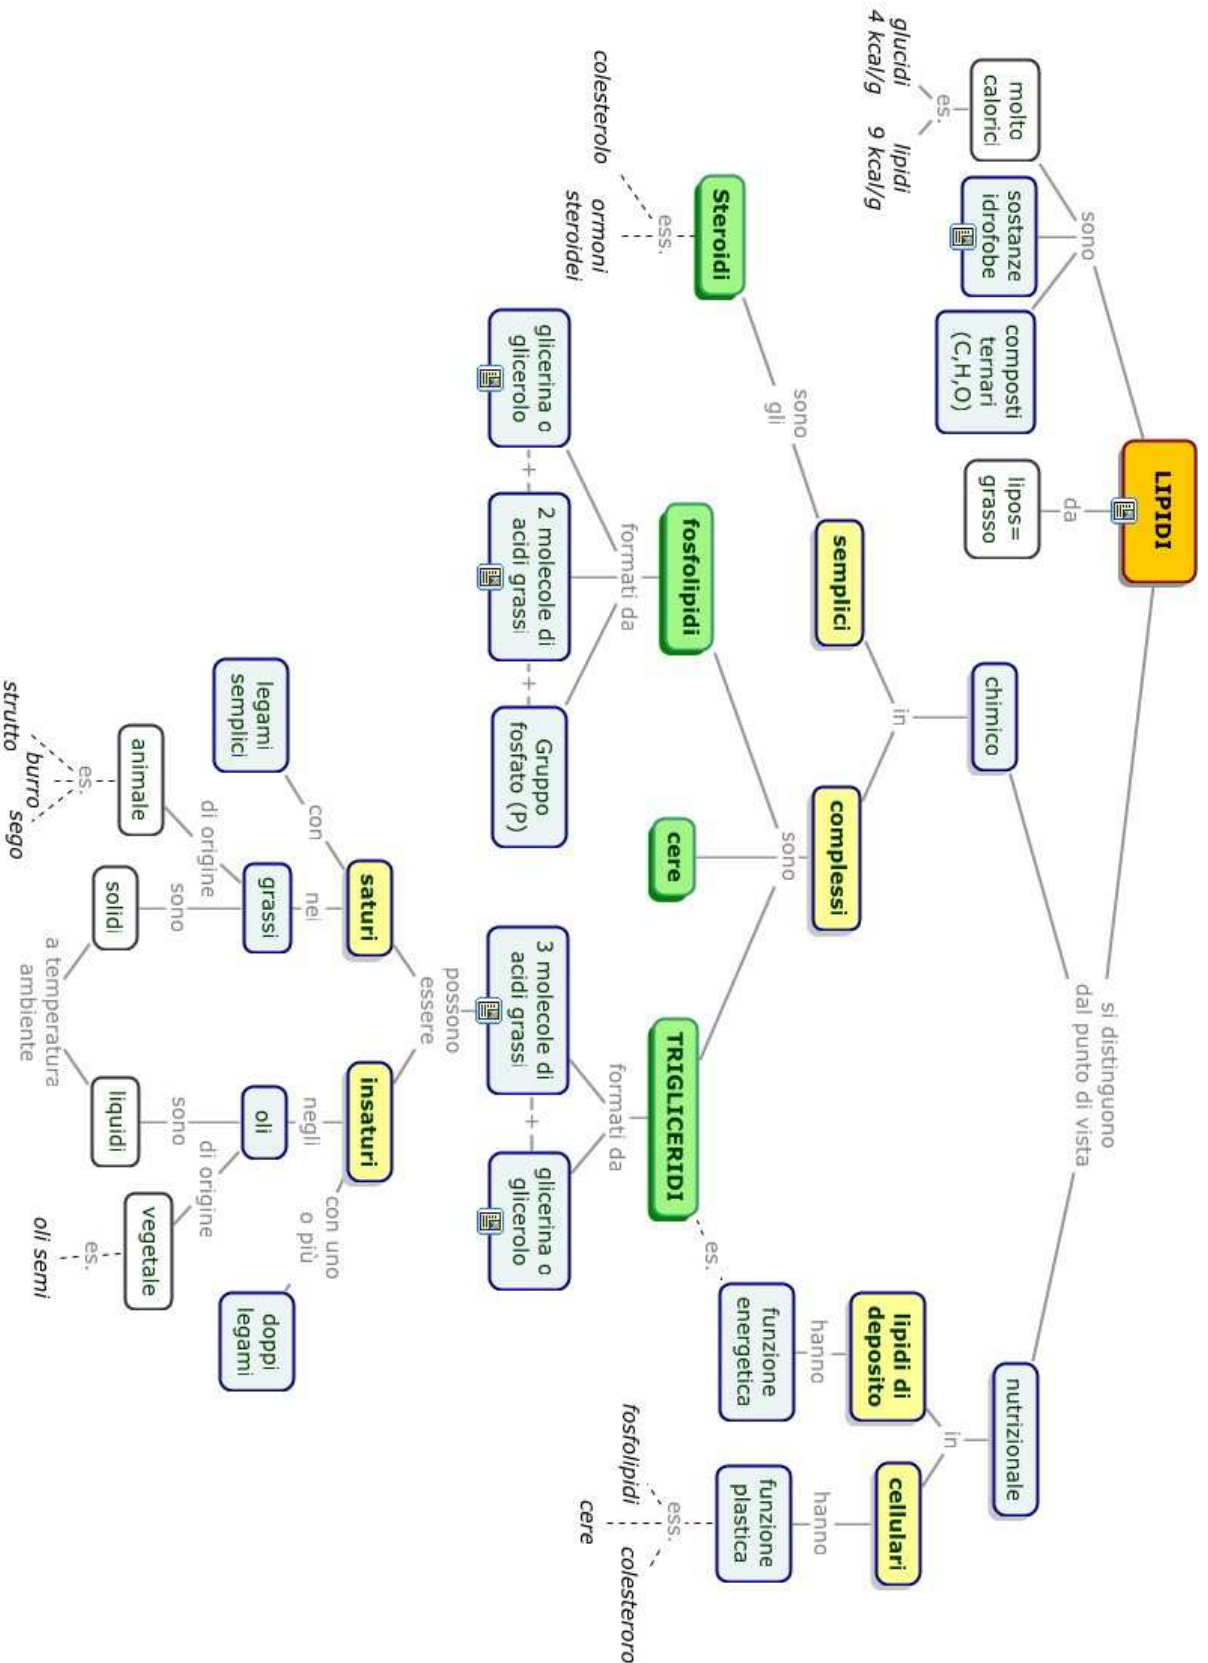 LIPIDI
sono
da
molto
calorici
sostanze
idrofobe
composti
ternari
(C,H,O)
lipos=
grasso
es.
glucidi
4 kcal/g
lipidi
9 kcal/g
si distinguono
dal punto di vista
chimico
nutrizionale
in
semplici
complessi
sono
gli
Steroidi
ess.
colesterolo
ormoni
steroidei
sono
fosfolipidi
cere
TRIGLICERIDI
formati da
glicerina o
glicerolo
+
2 molecole di
acidi grassi
+
Gruppo
fosfato (P)
formati da
3 molecole di
acidi grassi
+
glicerina o
glicerolo
possono
essere
saturi
insaturi
con
legami
semplici
nei
grassi
di origine
animale
es.
strutto
burro
sego
sono
solidi
a temperatura
ambiente
negli
oli
con uno
o più
doppi
legami
sono
liquidi
di origine
vegetale
es.
oli semi
in
lipidi di
deposito
cellulari
hanno
funzione
energetica
es.
hanno
funzione
plastica
ess.
fosfolipidi
cere
colesteroro